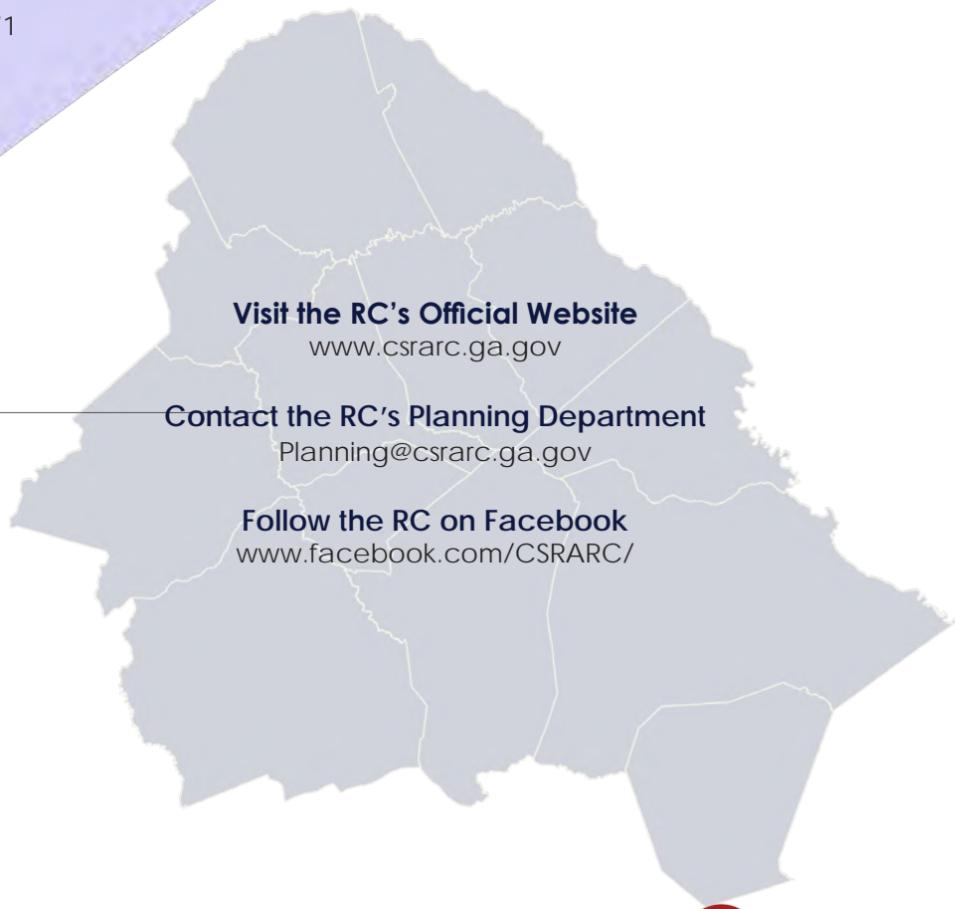 1
Visit the RC's Official Website
www.csrarc.ga.gov
Contact the RC's Planning Department
Planning@csrarc.ga.gov
Follow the RC on Facebook
www.facebook.com/CSRARC/